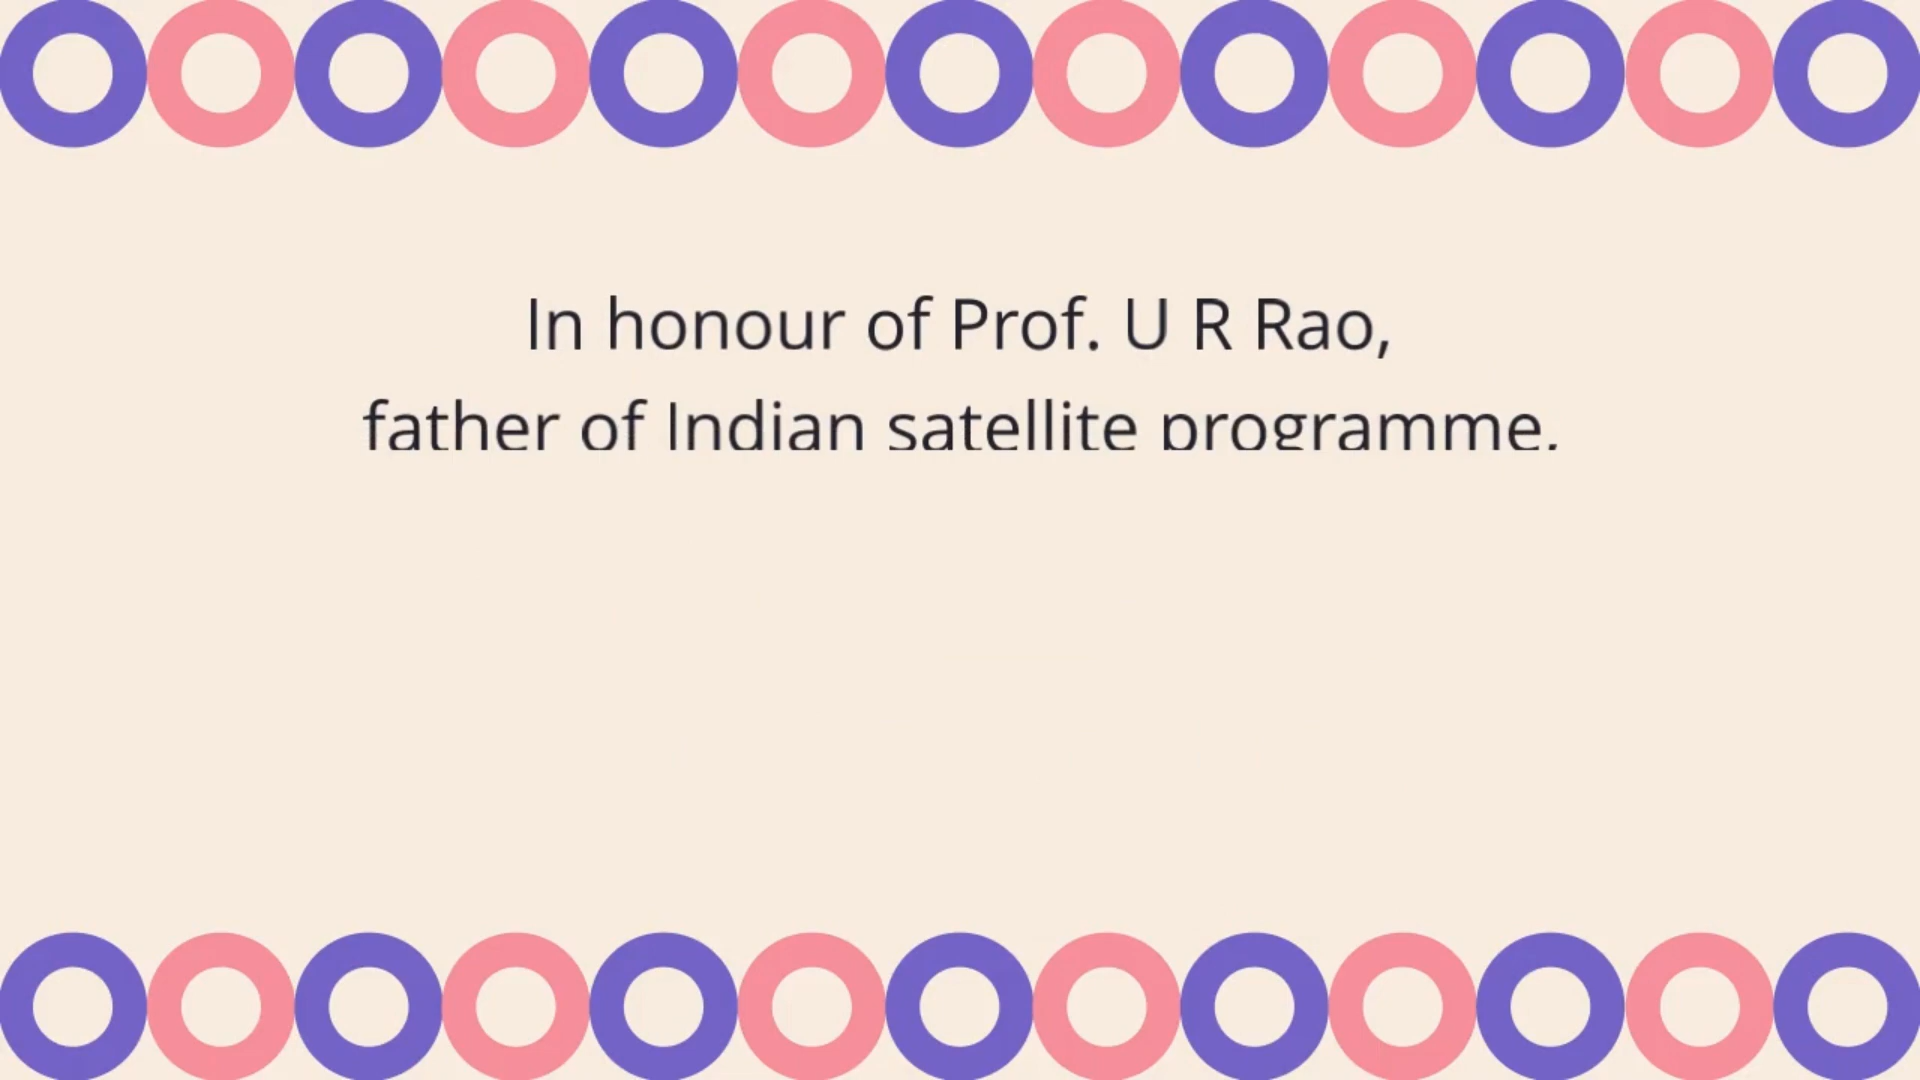 In honour of Prof. U R Rao,
father of Indian satellite programme,